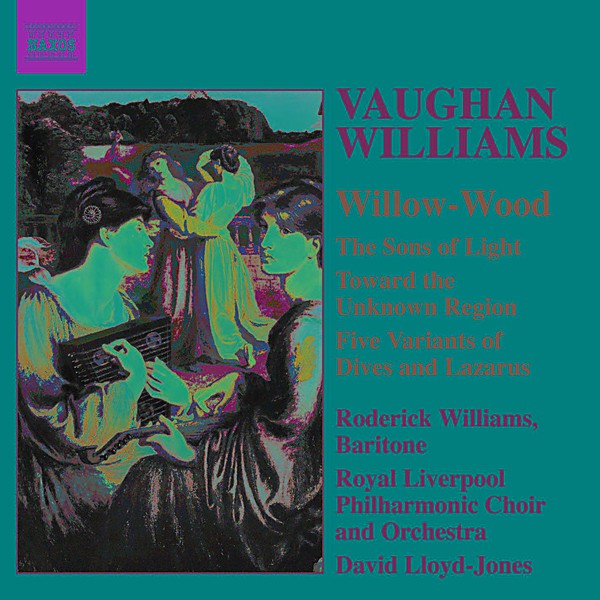 NAXOS
VAUGHAN
WILLIAMS
Willow-Wood
The Sons of Light
Toward the
Unknown Region
Five Variants of
Dives and Lazarus
Roderick Williams,
Baritone
Royal Liverpool
Philharmonic Choir
and Orchestra
David Lloyd-Jones